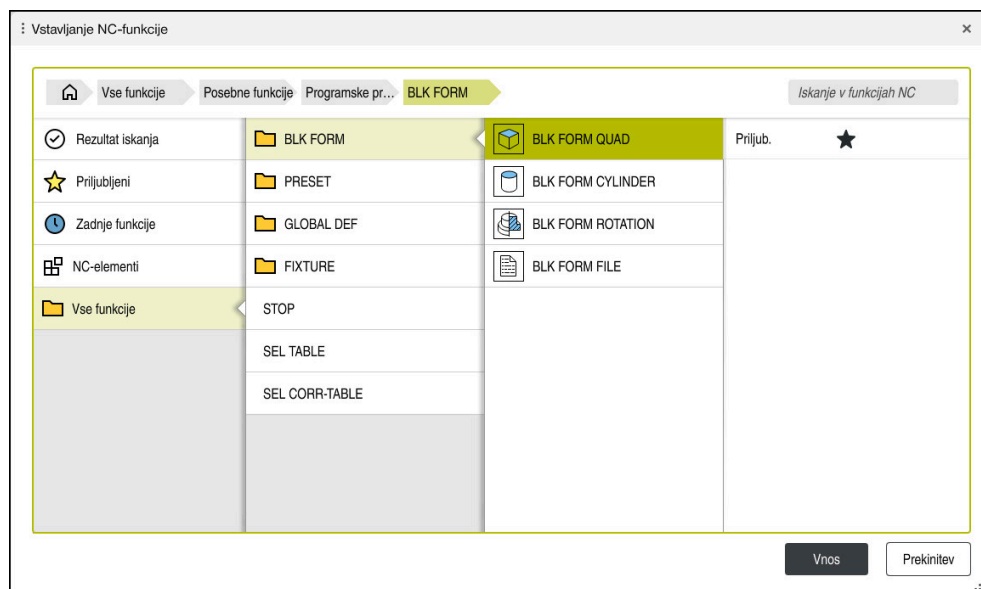 Vstavljanje NC-funkcije
Vse funkcije
Posebne funkcije
Programske pr...
BLK FORM
Iskanje v funkcijah NC
Rezultat iskanja
Priljubljeni
Zadnje funkcije
NC-elementi
Vse funkcije
BLK FORM
PRESET
GLOBAL DEF
FIXTURE
STOP
SEL TABLE
SEL CORR-TABLE
BLK FORM QUAD
BLK FORM CYLINDER
BLK FORM ROTATION
BLK FORM FILE
Priljub.
Vnos
Prekinitev